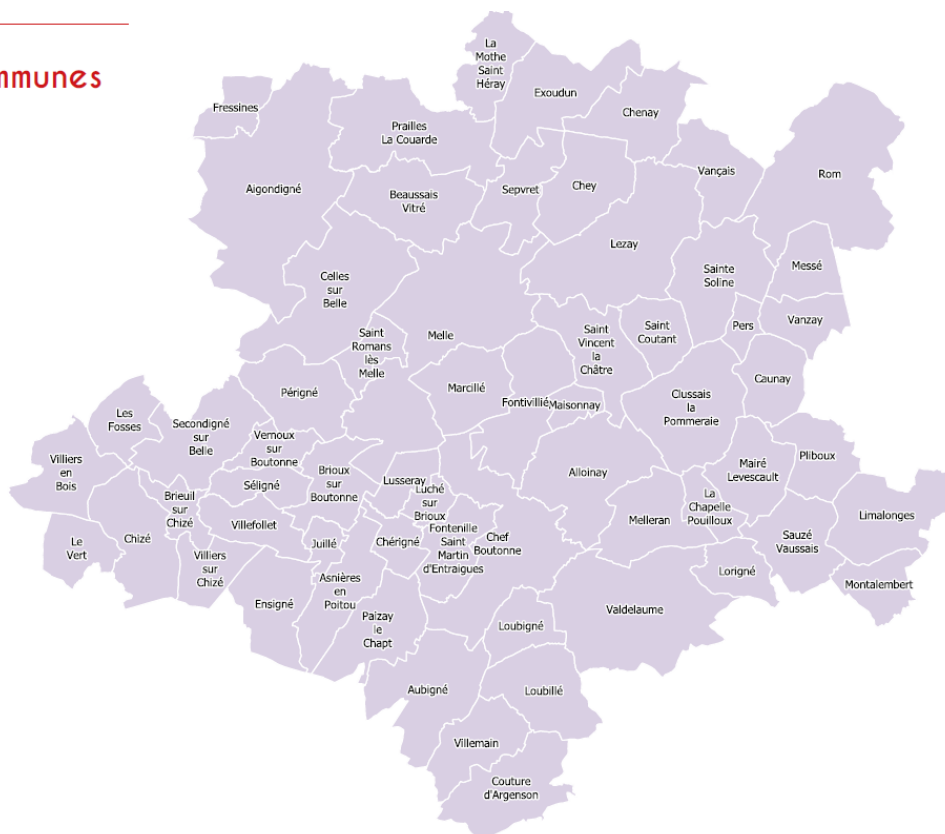 mmunes
La
Mothe
Saint
Héray
Exoudun
Chenay
Fressines
Prailles
La Couarde
Vançais
Rom
Aigondigné
Beaussais
Vitré
Sepvret
Chey
Lezay
Celles
sur
Belle
Sainte
Soline
Messé
Saint
Romans
lès
Melle
Melle
Saint
Vincent
la
Châtre
Saint
Coutant
Pers
Vanzay
Périgné
Marcillé
Fontivillié
Maisonnay
Clussais
la
Pommeraie
Caunay
Les
Fosses
Secondigné
sur
Belle
Vernoux
sur
Boutonne
Villiers
en
Bois
Séligné
Brioux
sur
Boutonne
Lusseray
Luché
sur
Brioux
Alloinay
Mairé
Levescault
Pliboux
Brieuil
sur
Chizé
Villefollet
Chizé
Le
Vert
Villiers
sur
Chizé
Juillé
Chérigné
Fontenille
Saint
Martin
d'Entraigues
Chef
Boutonne
Melleran
La
Chapelle
Pouilloux
Limalonges
Sauzé
Vaussais
Ensigné
Asnières
en
Poitou
Paizay
le
Chapt
Lorigné
Montalembert
Valdelaume
Loubigné
Aubigné
Loubillé
Villemain
Couture
d'Argenson